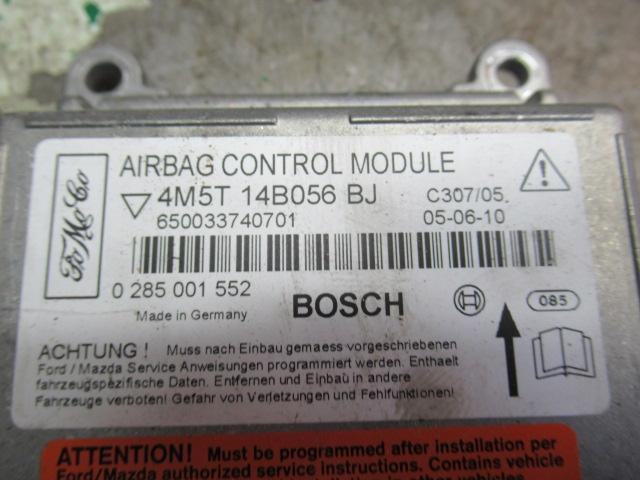 FoMoCo
AIRBAG CONTROL MODULE
4M5T 14B056 BJ
C307/05
650033740701
05-06-10
0 285 001 552
BOSCH
085
Made in Germany
ACHTUNG ! Muss nach Einbau gemaess vorgeschriebenen
Ford / Mazda Service Anweisungen programmiert werden. Enthaelt
fahrzeugspezifische Daten. Entfernen und Einbau in andere
Fahrzeuge verboten! Gefahr von Verletzungen und Fehlfunktionen!
ATTENTION! Must be programmed after installation per
Ford/Mazda authorized service instructions. Contains vehicle